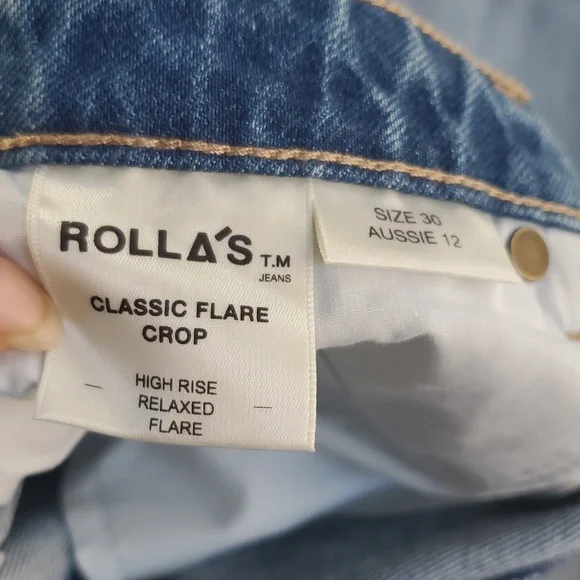 ROLLA'S T.M
JEANS
CLASSIC FLARE
CROP
HIGH RISE
— RELAXED —
FLARE
SIZE 30
AUSSIE 12